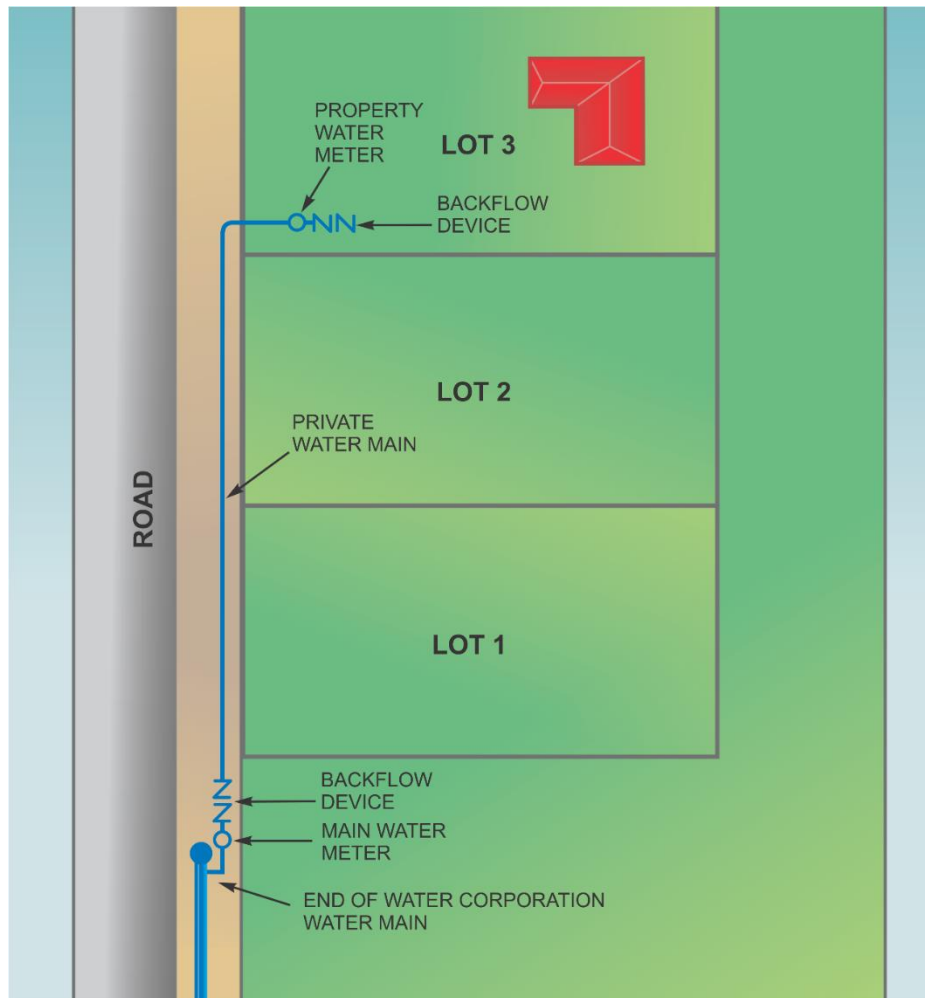 PROPERTY
WATER
METER
LOT 3
BACKFLOW
DEVICE
LOT 2
PRIVATE
WATER MAIN
ROAD
LOT 1
BACKFLOW
DEVICE
MAIN WATER
METER
END OF WATER CORPORATION
WATER MAIN